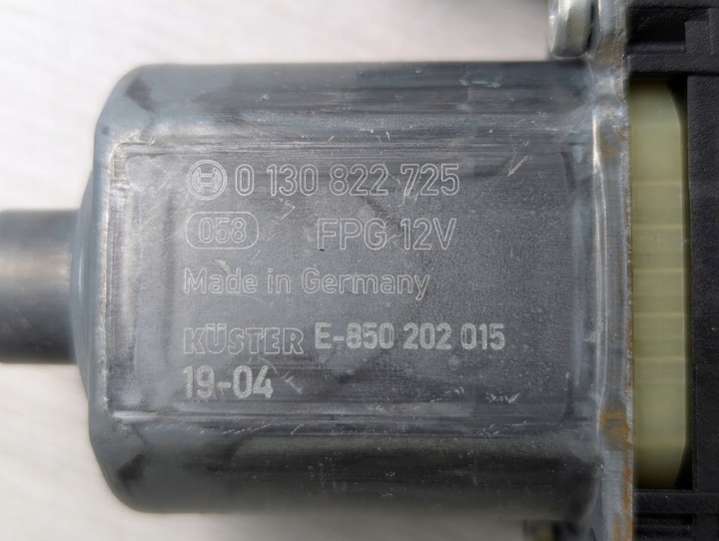 0 130 822 725
058 FPG 12V
Made in Germany
KÜSTER E-850 202 015
19-04